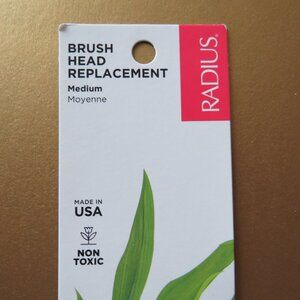 BRUSH
HEAD
REPLACEMENT
Medium
Moyenne
RADIUS®
MADE IN
USA
NON
TOXIC